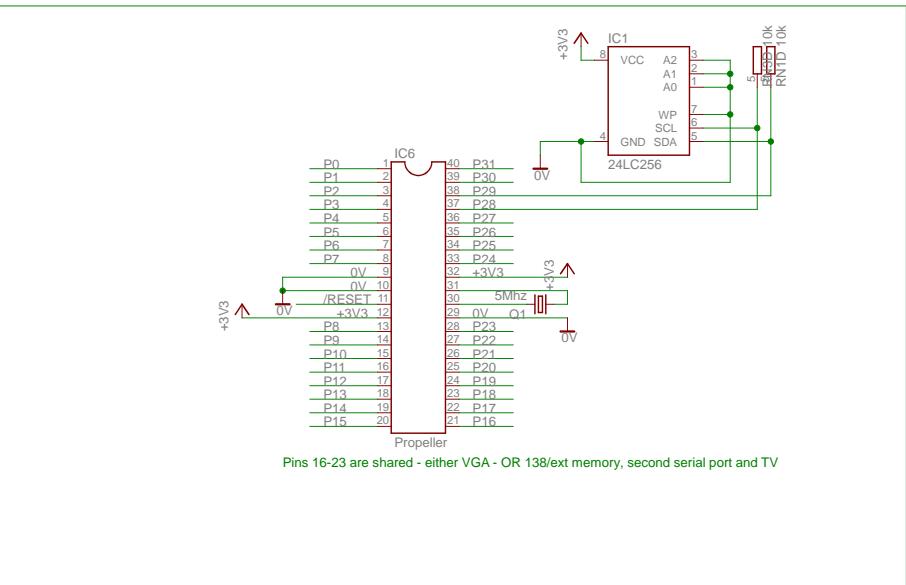 +3V3
IC1
8 VCC A2 3
A1 2
A0 1
WP 7
SCL 6
4 GND SDA 5
24LC256
0V
10k
RN1D 10k
5
IC6
P0 1 40 P31
P1 2 39 P30
P2 3 38 P29
P3 4 37 P28
P4 5 36 P27
P5 6 35 P26
P6 7 34 P25
P7 8 33 P24
0V 9 32 +3V3
0V 10 31
/RESET 11 30
+3V3 12 29 0V
P8 13 28 P23
P9 14 27 P22
P10 15 26 P21
P11 16 25 P20
P12 17 24 P19
P13 18 23 P18
P14 19 22 P17
P15 20 21 P16
Propeller
+3V3
0V
+3V3
5Mhz
Q1
0V
Pins 16-23 are shared - either VGA - OR 138/ext memory, second serial port and TV